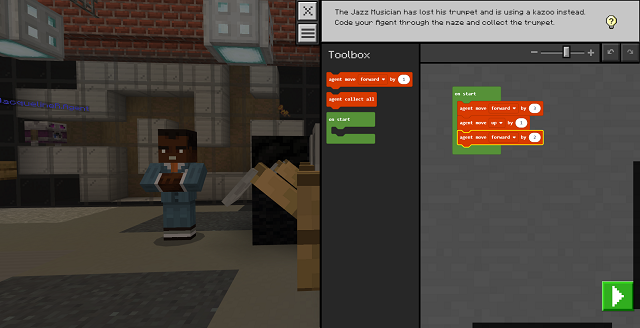 The Jazz Musician has lost his trumpet and is using a kazoo instead.
Code your Agent through the maze and collect the trumpet.
Toolbox
agent move forward by 1
agent collect all
on start
on start
agent move forward by 3
agent move up by 1
agent move forward by 2